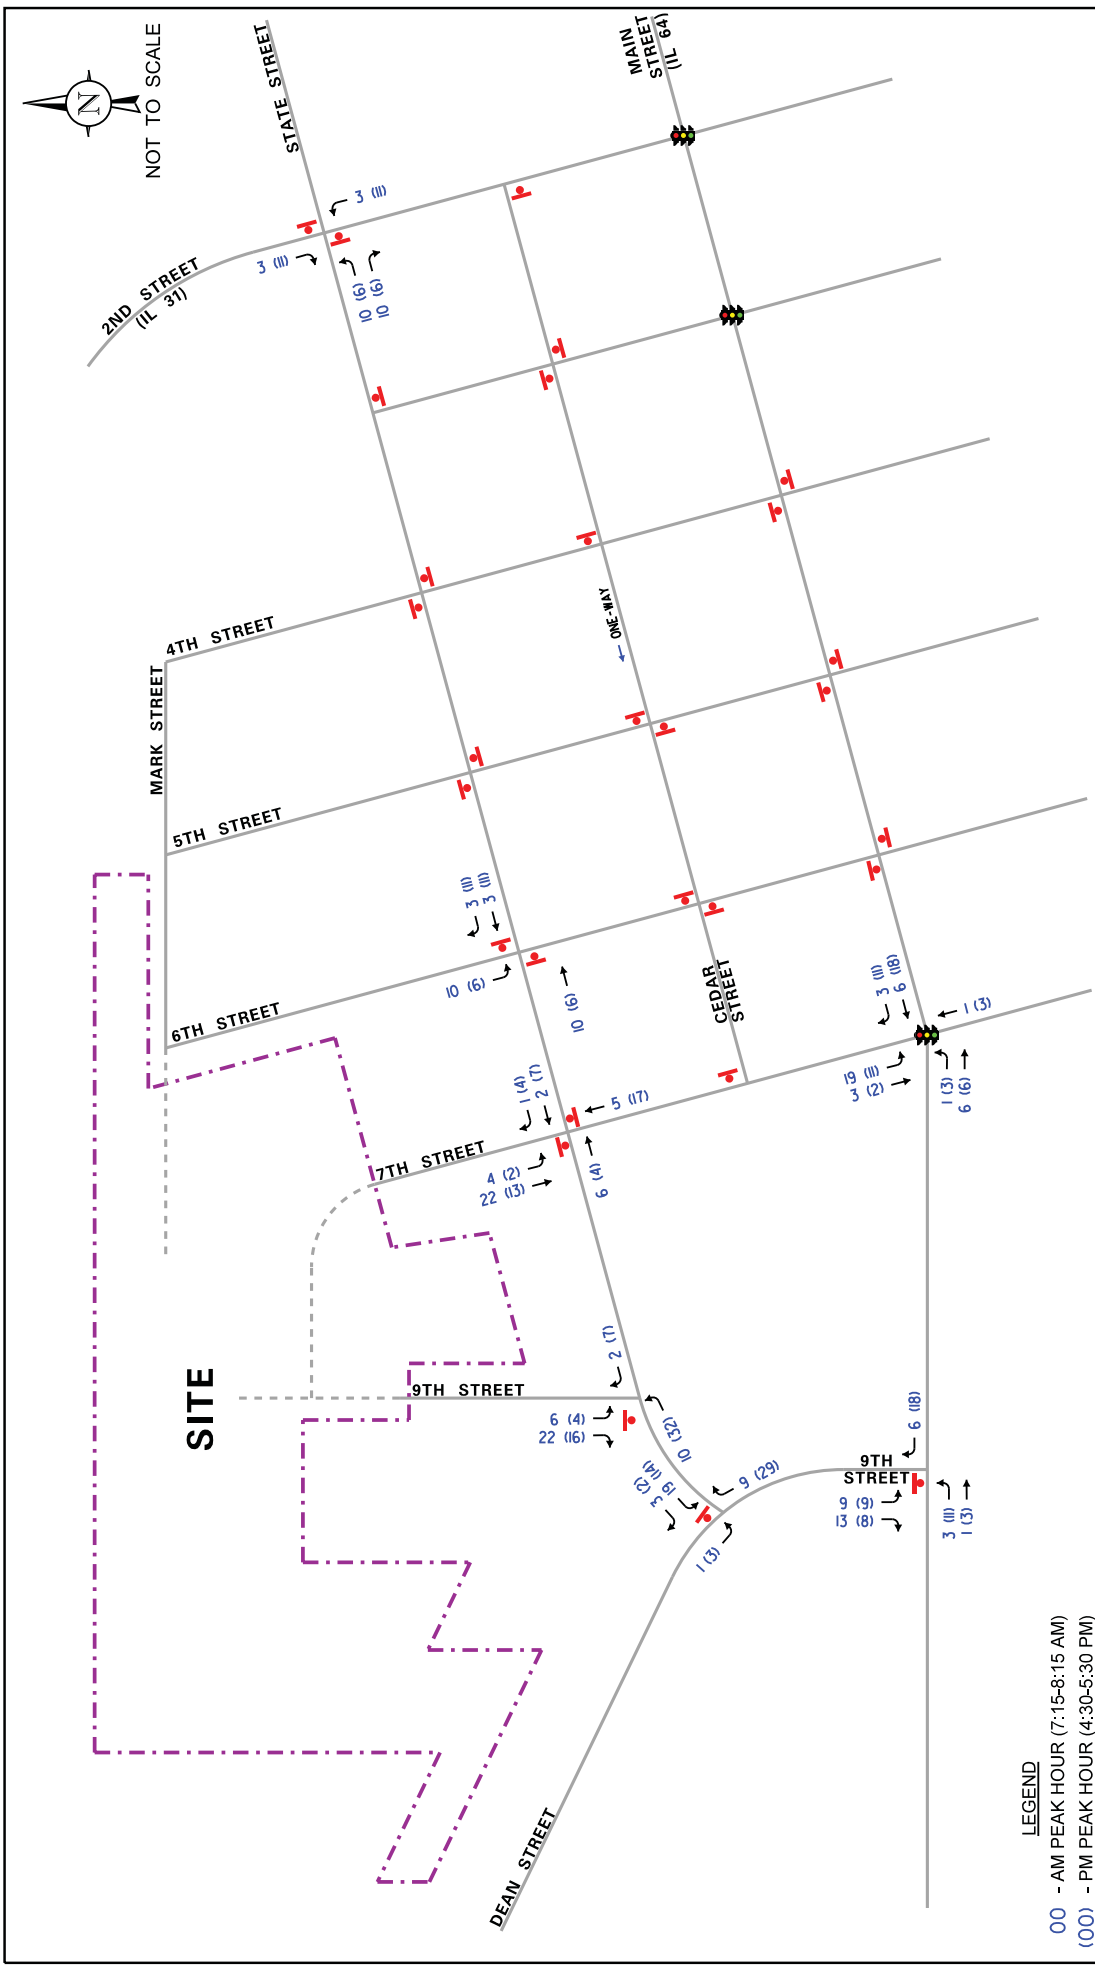 NOT TO SCALE
STATE STREET
MAIN
STREET
(IL 64)
2ND STREET
(IL 31)
3 (11)
3 (11)
10 (6)
10 (6)
4TH STREET
MARK STREET
ONE-WAY
5TH STREET
6TH STREET
3 (11)
3 (11)
10 (6)
10 (6)
CEDAR
STREET
7TH STREET
1 (4)
2 (7)
5 (17)
4 (2)
22 (13)
6 (4)
3 (11)
6 (18)
1 (3)
19 (11)
3 (2)
1 (3)
6 (6)
SITE
9TH STREET
2 (7)
6 (4)
22 (16)
10 (32)
3 (2)
19 (14)
9 (29)
1 (3)
9TH
STREET
6 (18)
9 (6)
13 (8)
3 (11)
1 (3)
DEAN STREET
LEGEND
00 - AM PEAK HOUR (7:15-8:15 AM)
(00) - PM PEAK HOUR (4:30-5:30 PM)
N